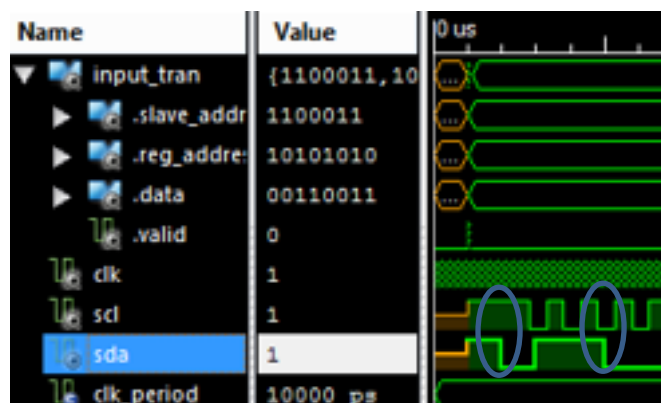 Name Value 0 us
input_tran {1100011,10
... 
.slave_addr 1100011
...
.reg_addre: 10101010
...
.data 00110011
...
.valid 0
clk 1
scl 1
sda 1
clk_period 10000 ps